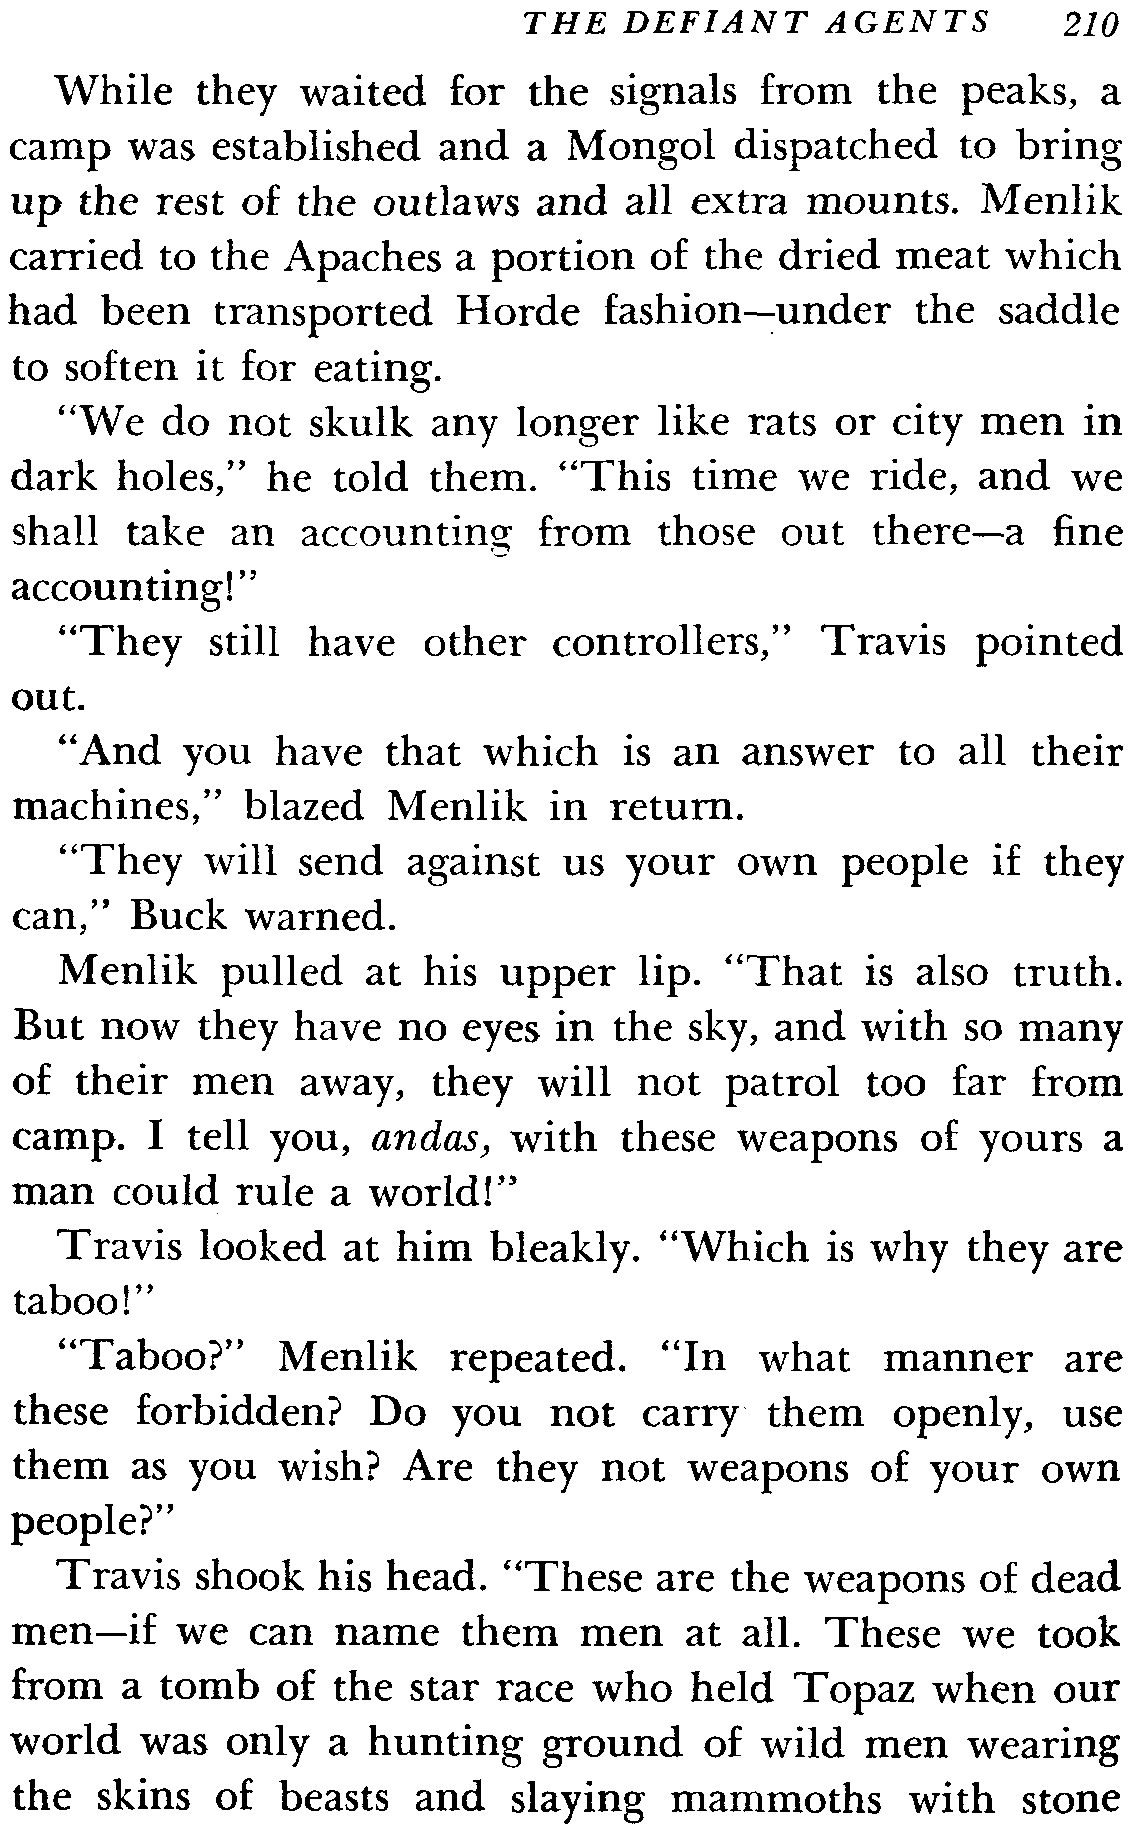 THE DEFIANT AGENTS 210
While they waited for the signals from the peaks, a
camp was established and a Mongol dispatched to bring
up the rest of the outlaws and all extra mounts. Menlik
carried to the Apaches a portion of the dried meat which
had been transported Horde fashion—under the saddle
to soften it for eating.
"We do not skulk any longer like rats or city men in
dark holes," he told them. "This time we ride, and we
shall take an accounting from those out there—a fine
accounting!"
"They still have other controllers," Travis pointed
out.
"And you have that which is an answer to all their
machines," blazed Menlik in return.
"They will send against us your own people if they
can," Buck warned.
Menlik pulled at his upper lip. "That is also truth.
But now they have no eyes in the sky, and with so many
of their men away, they will not patrol too far from
camp. I tell you, andas, with these weapons of yours a
man could rule a world!"
Travis looked at him bleakly. "Which is why they are
taboo!"
"Taboo?" Menlik repeated. "In what manner are
these forbidden? Do you not carry them openly, use
them as you wish? Are they not weapons of your own
people?"
Travis shook his head. "These are the weapons of dead
men—if we can name them men at all. These we took
from a tomb of the star race who held Topaz when our
world was only a hunting ground of wild men wearing
the skins of beasts and slaying mammoths with stone